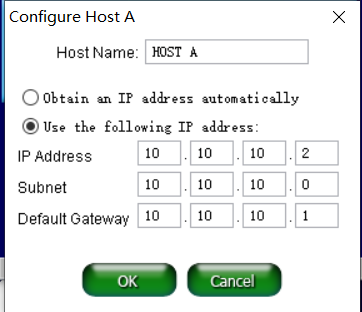 Configure Host A
Host Name: HOST A
Obtain an IP address automatically
Use the following IP address:
IP Address 10 . 10 . 10 . 2
Subnet 10 . 10 . 10 . 0
Default Gateway 10 . 10 . 10 . 1
OK Cancel